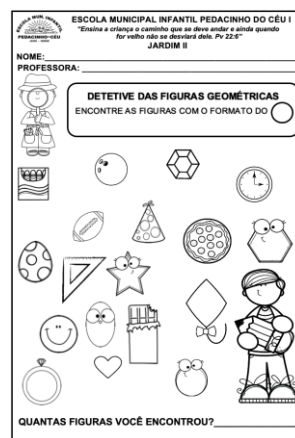 ESCOLA MUNICIPAL INFANTIL PEDACINHO DO CÉU I
"Ensina a criança o caminho que se deve andar e ainda quando
for velho não se desviará dele. Pv 22:6"
JARDIM II
NOME:
PROFESSORA:
DETETIVE DAS FIGURAS GEOMÉTRICAS
ENCONTRE AS FIGURAS COM O FORMATO DO
QUANTAS FIGURAS VOCÊ ENCONTROU?